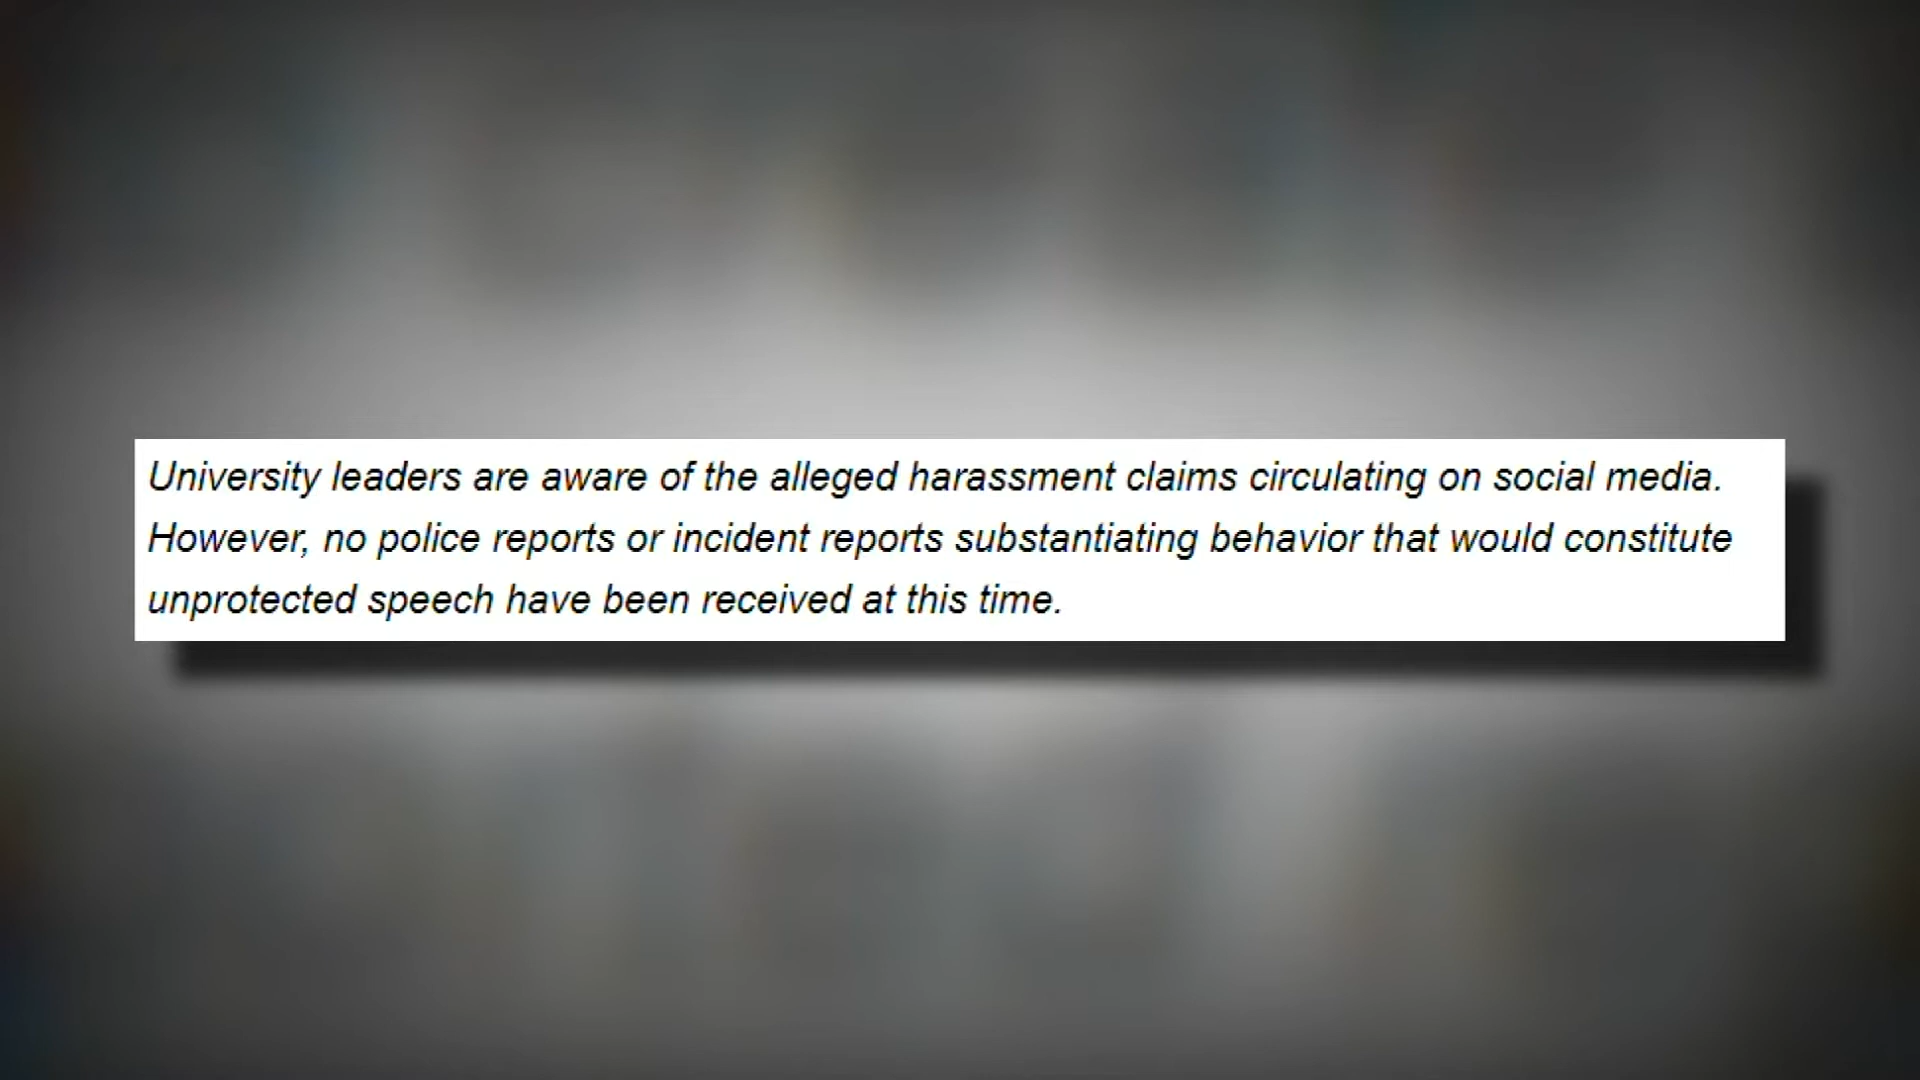 University leaders are aware of the alleged harassment claims circulating on social media.
However, no police reports or incident reports substantiating behavior that would constitute
unprotected speech have been received at this time.